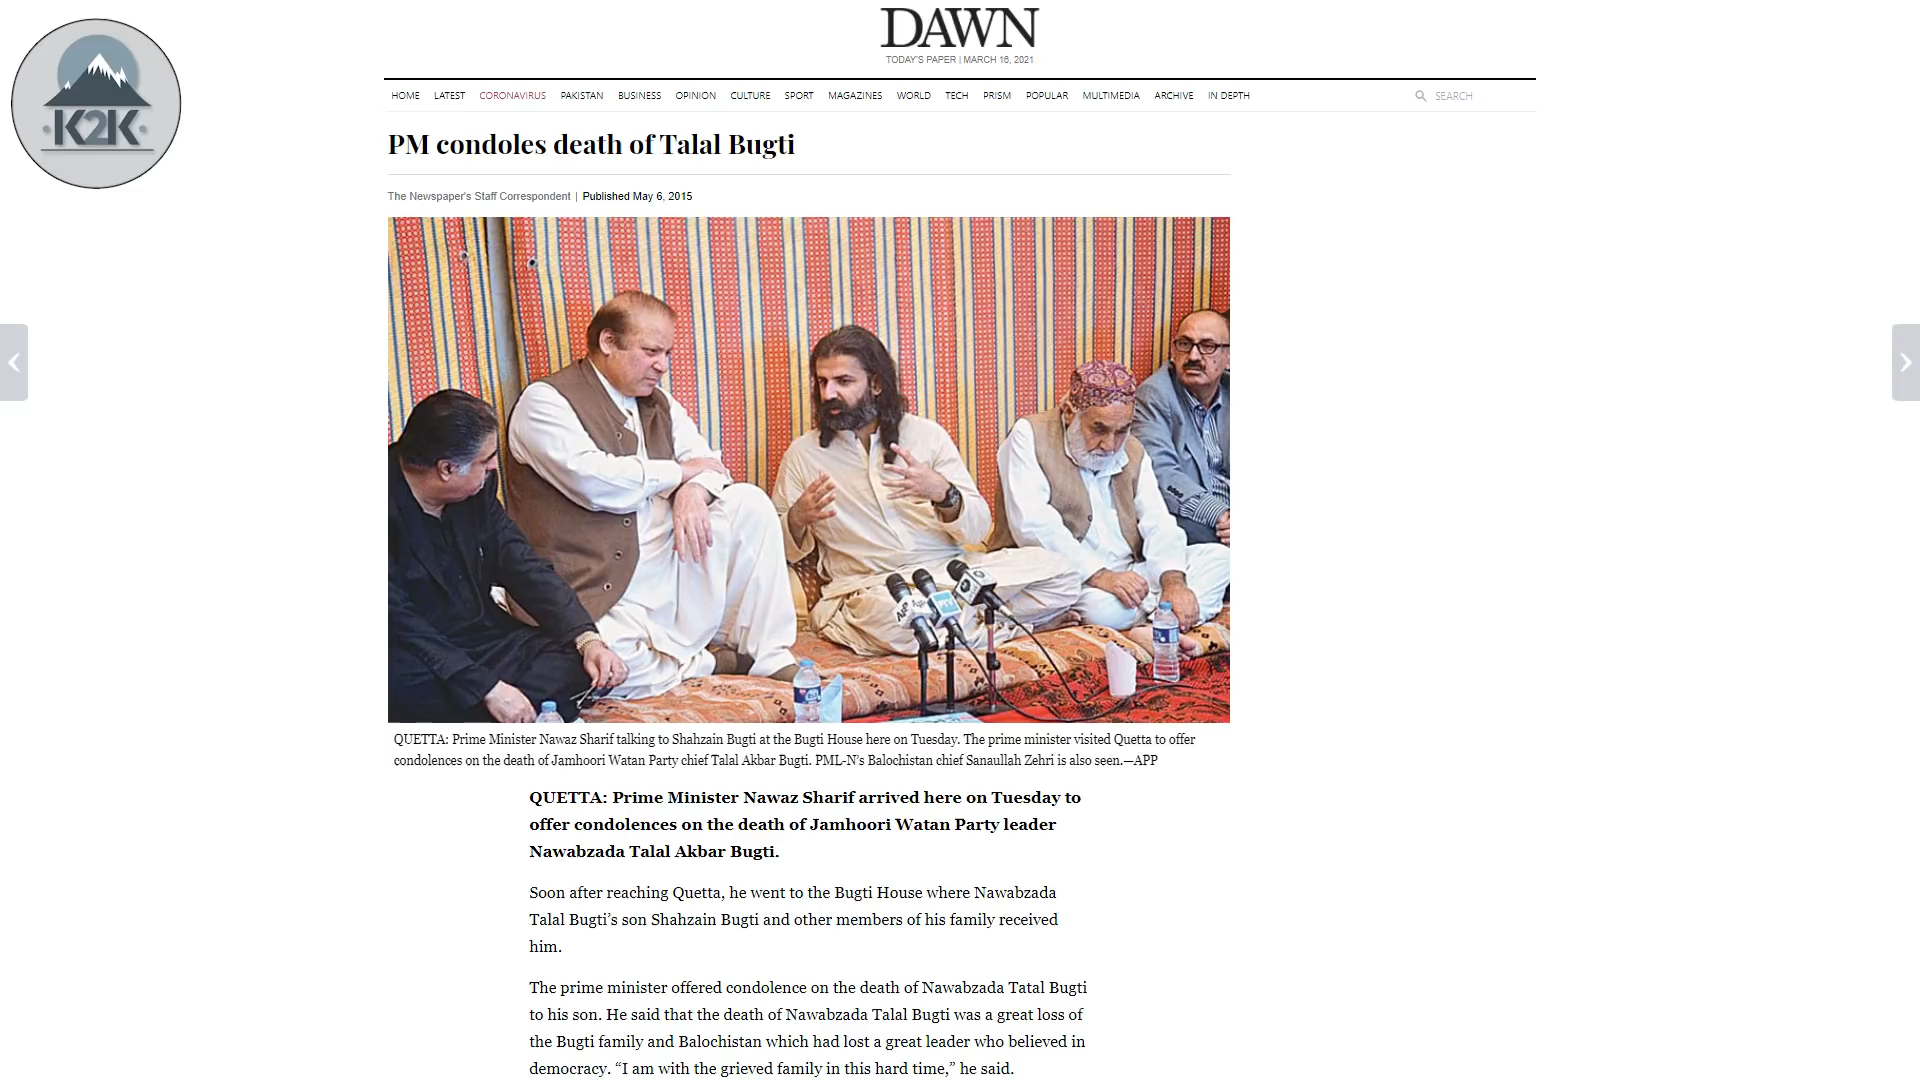 K2K
DAWN
TODAY'S PAPER | MARCH 16, 2021
HOME LATEST CORONAVIRUS PAKISTAN BUSINESS OPINION CULTURE SPORT MAGAZINES WORLD TECH PRISM POPULAR MULTIMEDIA ARCHIVE IN DEPTH SEARCH
PM condoles death of Talal Bugti
The Newspaper's Staff Correspondent | Published May 6, 2015
APP
PTV
QUETTA: Prime Minister Nawaz Sharif talking to Shahzain Bugti at the Bugti House here on Tuesday. The prime minister visited Quetta to offer
condolences on the death of Jamhoori Watan Party chief Talal Akbar Bugti. PML-N’s Balochistan chief Sanaullah Zehri is also seen.—APP
QUETTA: Prime Minister Nawaz Sharif arrived here on Tuesday to
offer condolences on the death of Jamhoori Watan Party leader
Nawabzada Talal Akbar Bugti.
Soon after reaching Quetta, he went to the Bugti House where Nawabzada
Talal Bugti’s son Shahzain Bugti and other members of his family received
him.
The prime minister offered condolence on the death of Nawabzada Tatal Bugti
to his son. He said that the death of Nawabzada Talal Bugti was a great loss of
the Bugti family and Balochistan which had lost a great leader who believed in
democracy. “I am with the grieved family in this hard time,” he said.